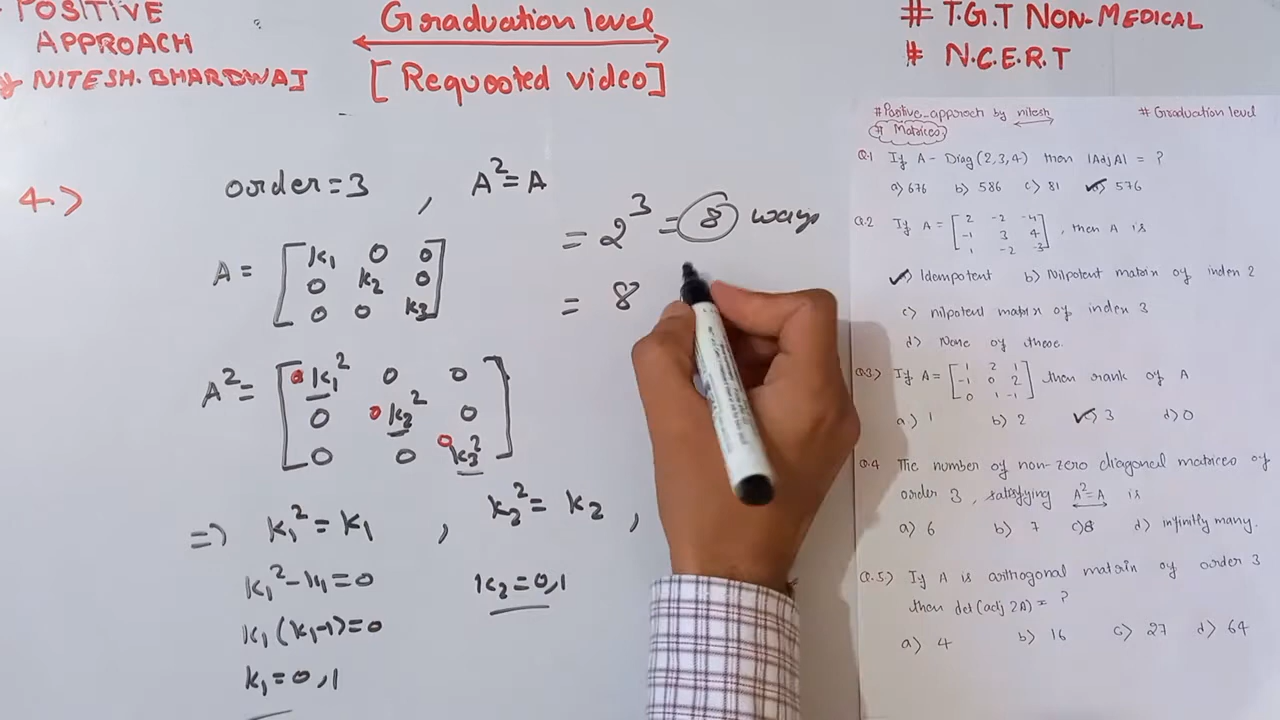 POSITIVE
APPROACH
* NITESH.BHARDWAJ
Graduation level
[Requested video]
# T.G.T NON-MEDICAL
# N.C.E.R.T
4.>
order = 3 , A²=A
A = [k₁ 0 0
0 k₂ 0
0 0 k₃]
= 2³ = 8 ways
= 8
A² = [k₁² 0 0
0 k₂² 0
0 0 k₃²]
=> k₁² = k₁ , k₂² = k₂ ,
k₁² - k₁ = 0
k₁(k₁-1)=0
k₁ = 0,1
k₂ = 0,1
#Positive_approach by nitesh # Graduation level
# Matrices
Q.1 If A - Diag(2,3,4) then |AdjA| = ?
a) 676 b) 586 c) 81 d) 576
Q.2 If A = [2 -2 -4
-1 3 4
1 -2 -3] , then A is
a) Idempotent b) Nilpotent matrix of index 2
c) nilpotent matrix of index 3
d) None of these.
Q.3) If A = [1 2 1
-1 0 2
0 1 -1] then rank of A
a.) 1 b) 2 c) 3 d) 0
Q.4 The number of non-zero diagonal matrices of
order 3, satisfying A²=A is
a) 6 b) 7 c) 8 d) infinitly many.
Q.5) If A is orthogonal matrix of order 3
then det(adj 2A) = ?
a) 4 b) 16 c) 27 d) 64